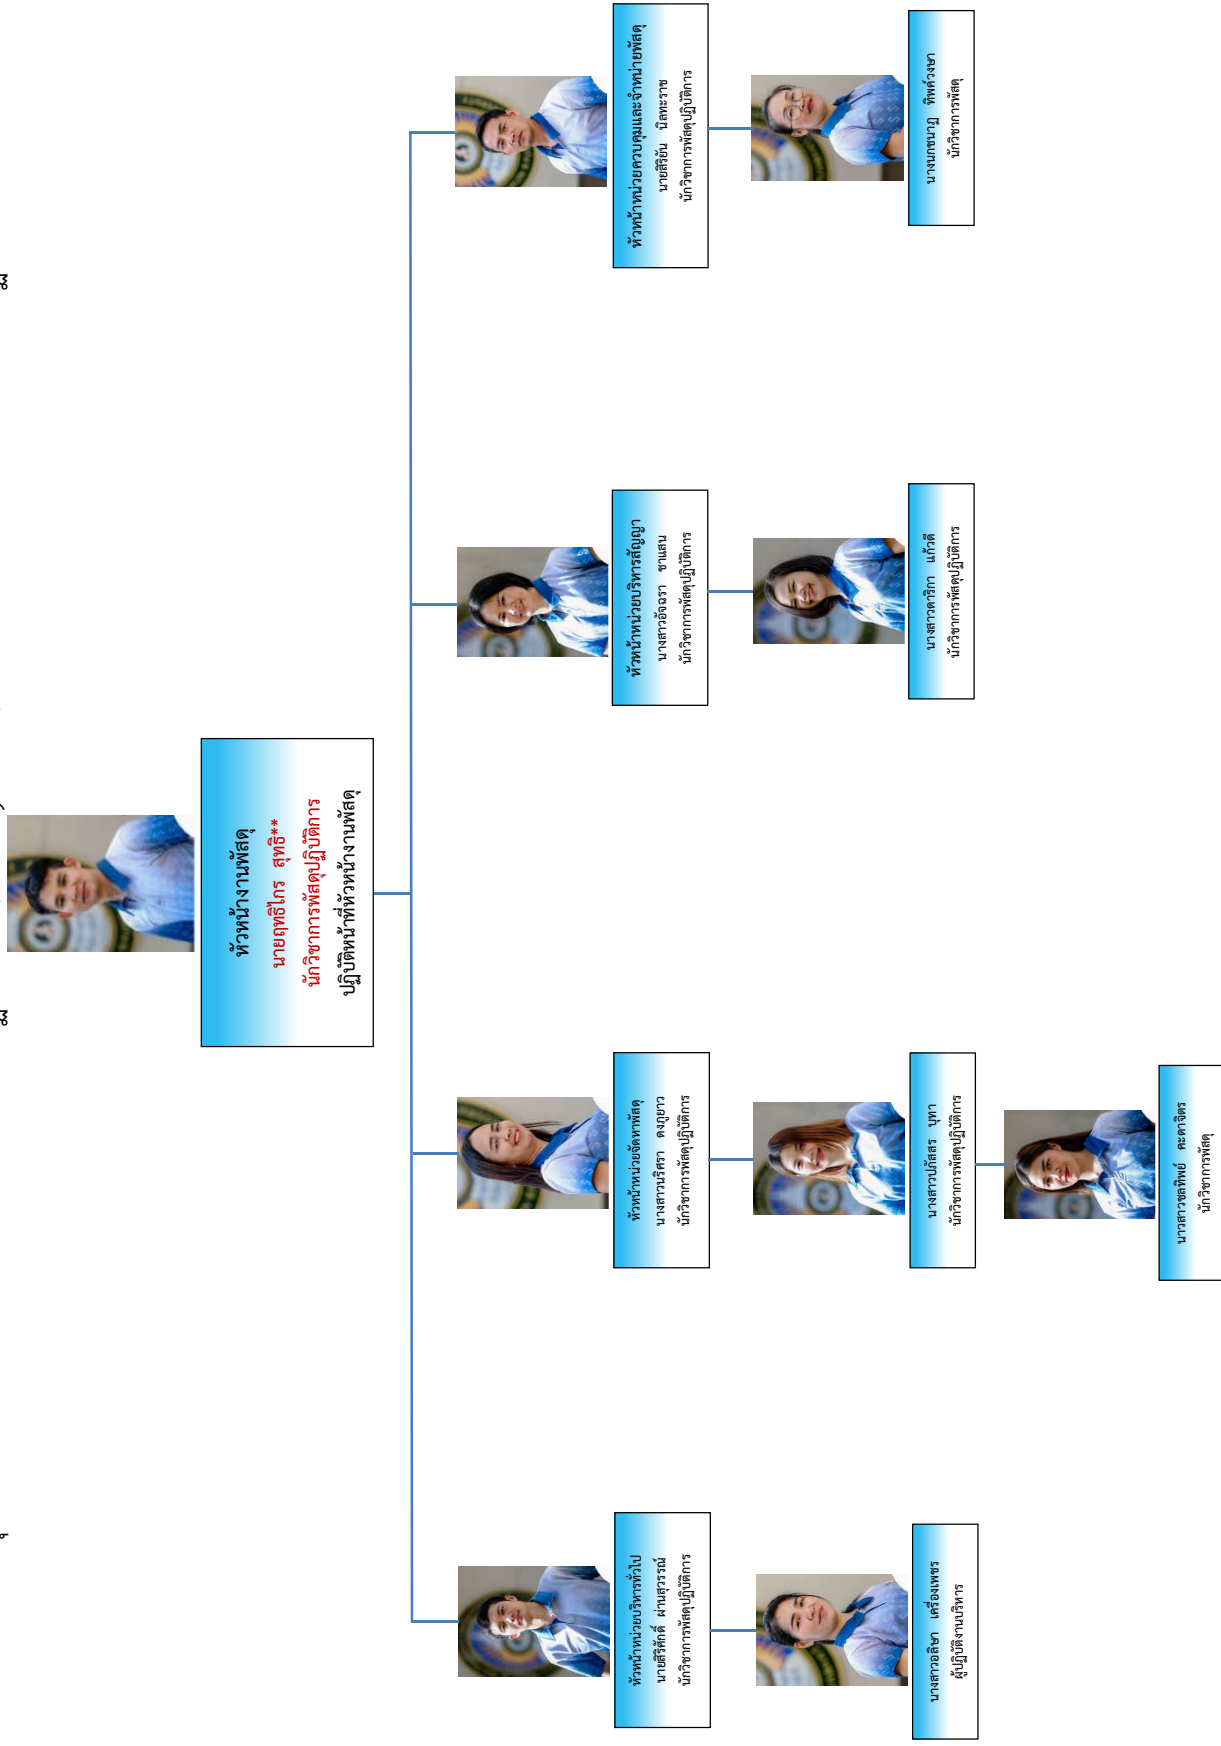 หัวหน้างานพัสดุ
นายฤทธิไกร สุทธิ**
นักวิชาการพัสดุปฏิบัติการ
ปฏิบัติหน้าที่หัวหน้างานพัสดุ
หัวหน้าหน่วยบริหารทั่วไป
นายสิริศักดิ์ ผ่านสุวรรณ์
นักวิชาการพัสดุปฏิบัติการ
นางสาวอลิษา เครื่องเพชร
ผู้ปฏิบัติงานบริหาร
หัวหน้าหน่วยจัดหาพัสดุ
นางสาวนริศรา ดงภูยาว
นักวิชาการพัสดุปฏิบัติการ
นางสาวปภัสสร บุทา
นักวิชาการพัสดุปฏิบัติการ
นาวสาวชลทิพย์ คะดาจิตร
นักวิชาการพัสดุ
หัวหน้าหน่วยบริหารสัญญา
นางสาวอัจฉรา ชาแสน
นักวิชาการพัสดุปฏิบัติการ
นางสาวดาริกา แก้วดี
นักวิชาการพัสดุปฏิบัติการ
หัวหน้าหน่วยควบคุมและจำหน่ายพัสดุ
นายสิริยัน นิลทะราช
นักวิชาการพัสดุปฏิบัติการ
นางนภชนาฎ ทิพศ์วงษา
นักวิชาการพัสดุ